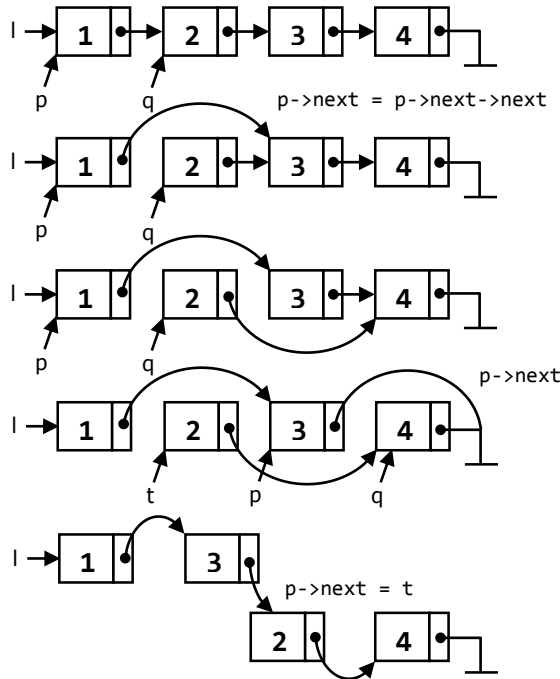 l 1 2 3 4
p q p->next = p->next->next
l 1 2 3 4
p q
l 1 2 3 4
p q
p->next
l 1 2 3 4
t p q
l 1 3
p->next = t
2 4